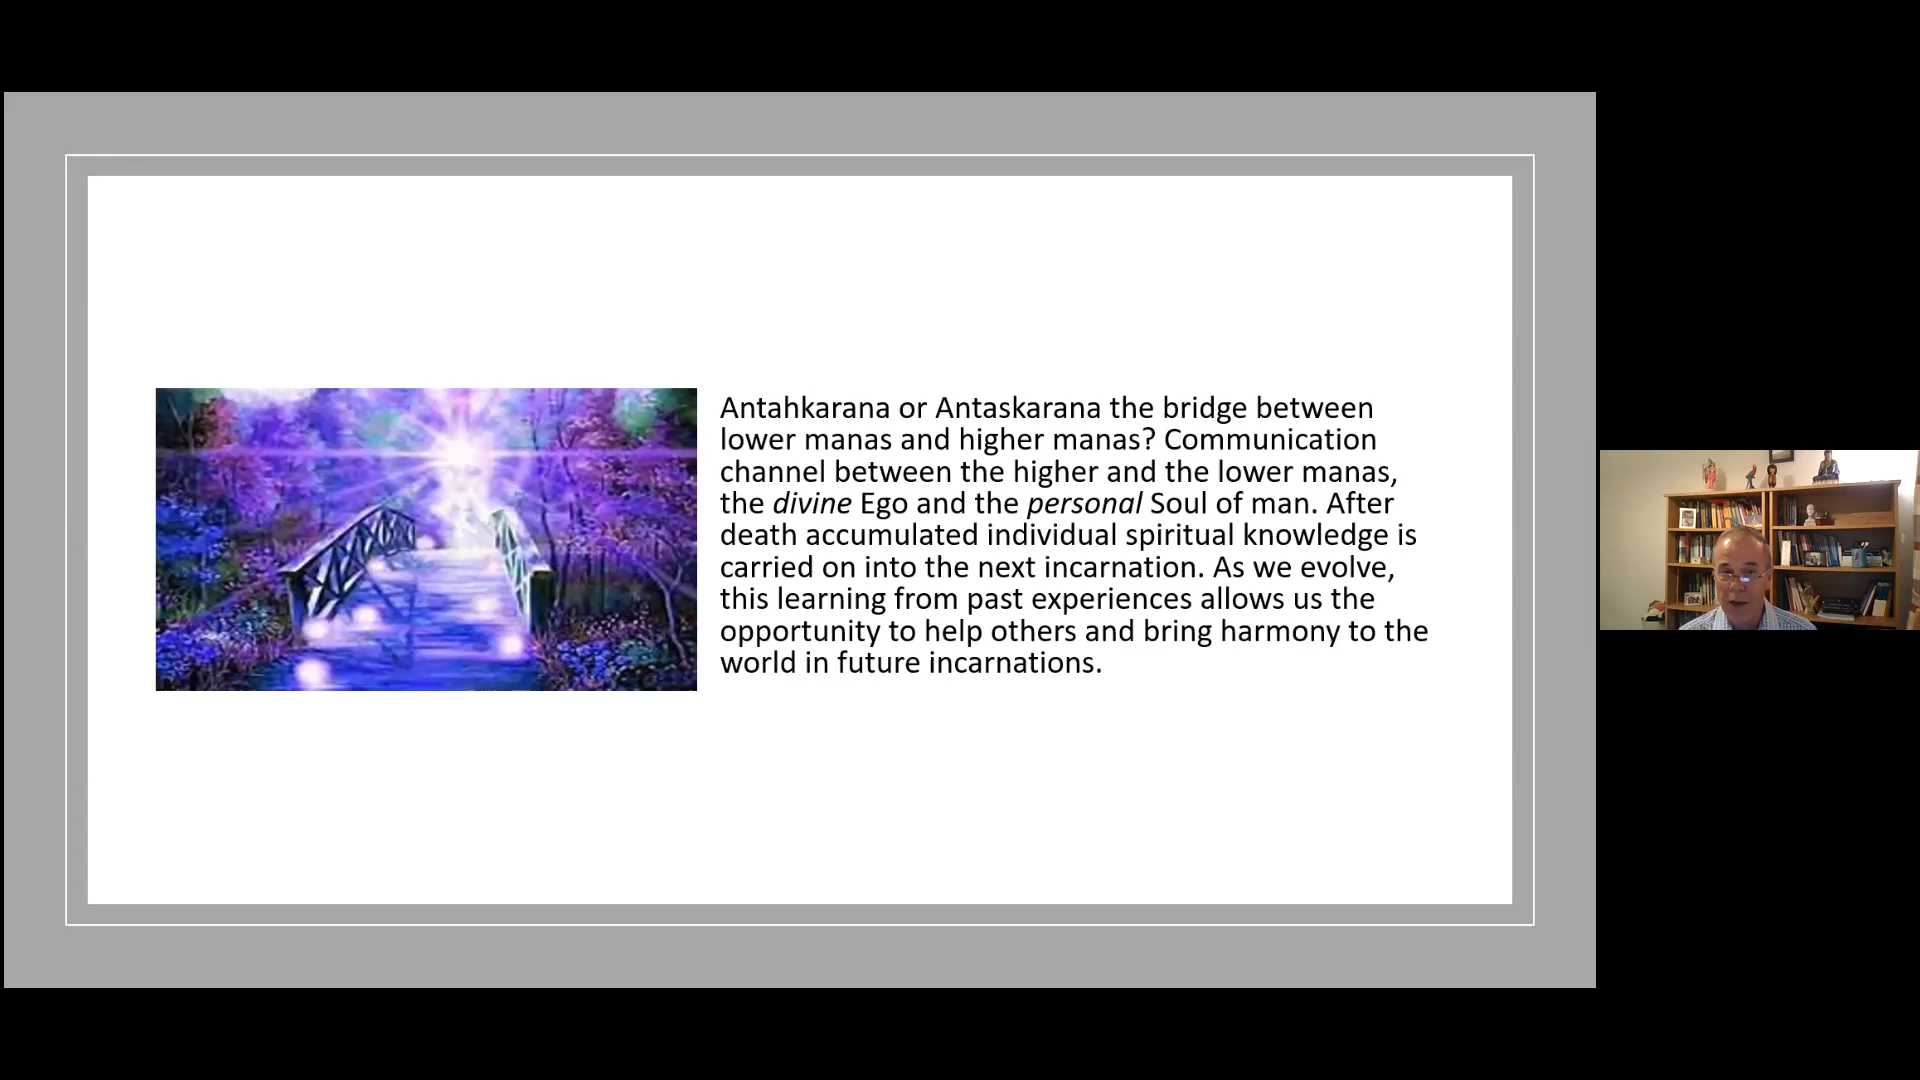 Antahkarana or Antaskarana the bridge between
lower manas and higher manas? Communication
channel between the higher and the lower manas,
the divine Ego and the personal Soul of man. After
death accumulated individual spiritual knowledge is
carried on into the next incarnation. As we evolve,
this learning from past experiences allows us the
opportunity to help others and bring harmony to the
world in future incarnations.